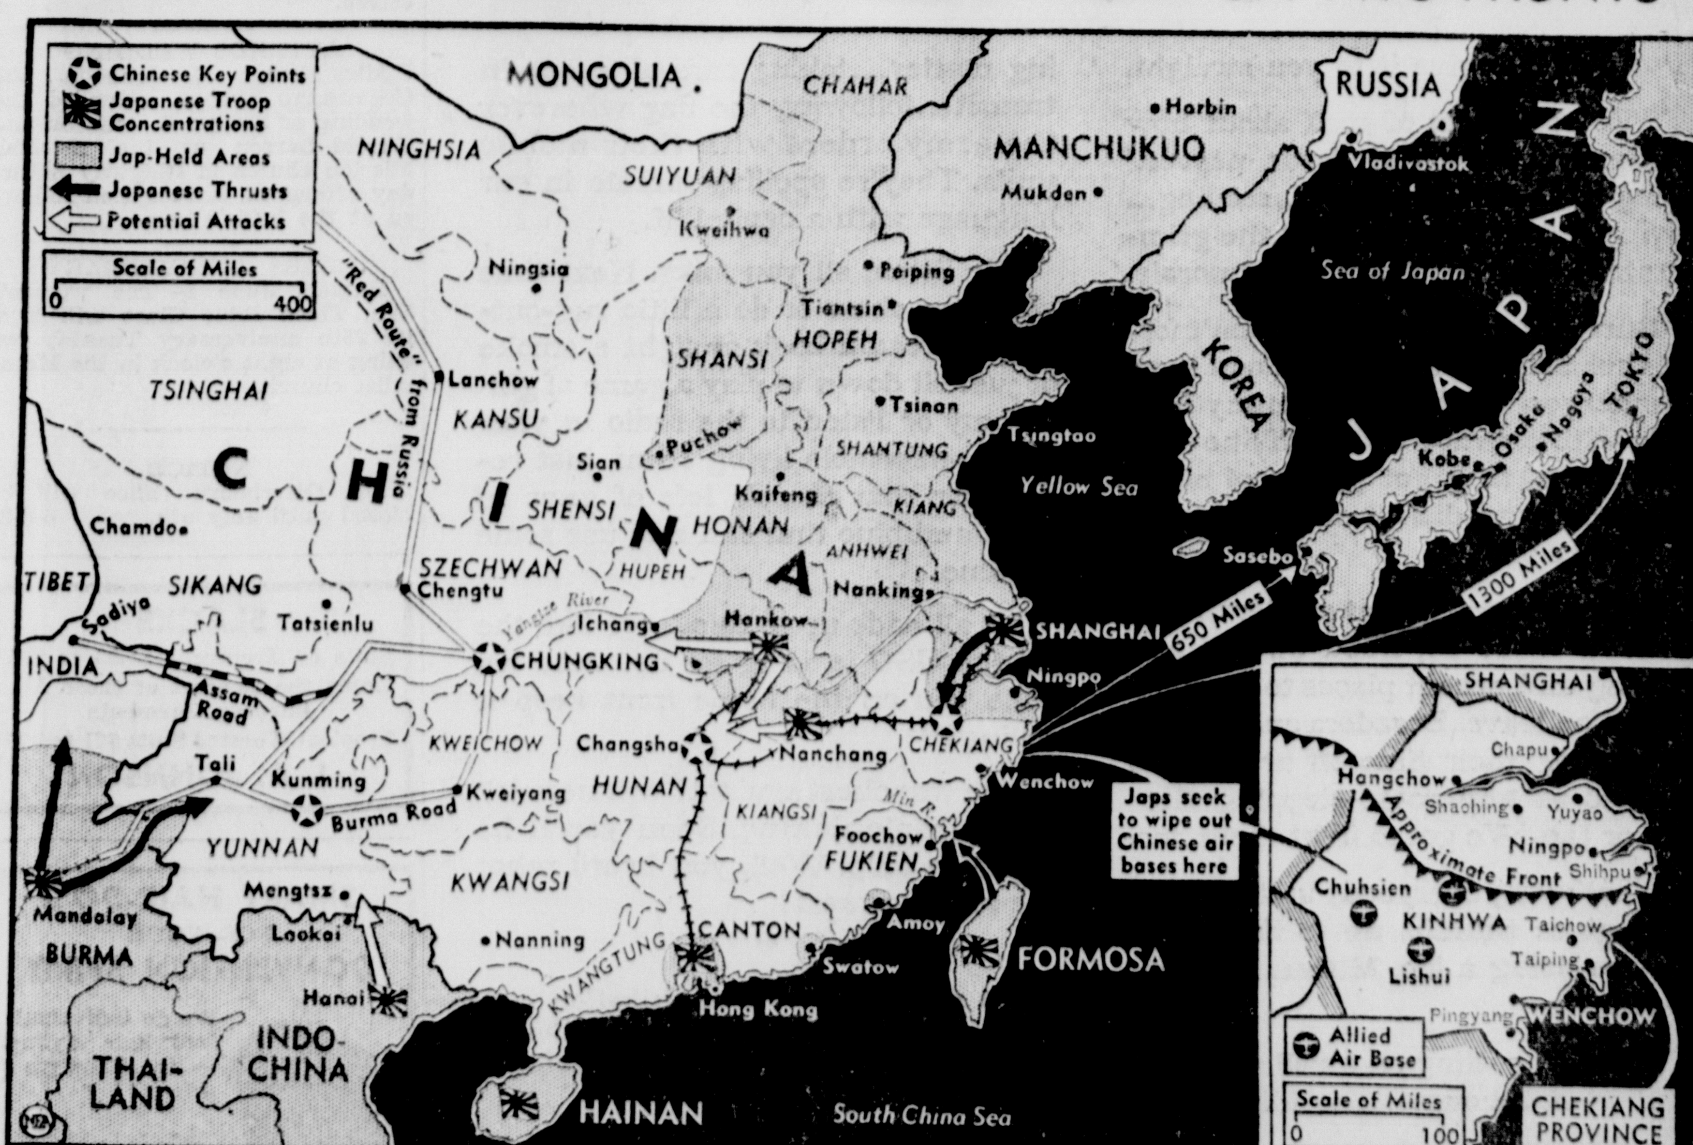 Chinese Key Points
Japanese Troop
Concentrations
Jap-Held Areas
Japanese Thrusts
Potential Attacks
Scale of Miles
0 400
MONGOLIA
CHAHAR
RUSSIA
Harbin
NINGHSIA
MANCHUKUO
Vladivostok
SUIYUAN
Mukden
Kweihwa
JAPAN
Ningsia
Peiping
Sea of Japan
"Red Route" from Russia
Tientsin
HOPEH
SHANSI
KOREA
TSINGHAI
Lanchow
KANSU
Tsinan
TOKYO
Nagoya
Osaka
Kobe
Puchow
SHANTUNG
Tsingtao
CHINA
Sian
Kaifeng
Yellow Sea
SHENSI
HONAN
KIANG
Chamdo
ANHWEI
Sasebo
TIBET
SIKANG
SZECHWAN
HUPEH
Nanking
1300 Miles
Chengtu
Sadiya
Tatsienlu
Yangtze River
Ichang
Hankow
650 Miles
SHANGHAI
INDIA
CHUNGKING
Ningpo
Assam
Road
KWEICHOW
Changsha
Nanchang
CHEKIANG
Tali
Kunming
Kweiyang
HUNAN
Wenchow
Burma Road
KIANGSI
Min R.
YUNNAN
Foochow
FUKIEN
Japs seek
to wipe out
Chinese air
bases here
KWANGSI
Mengtsz
Mandalay
Laokai
BURMA
Nanning
KWANGTUNG
CANTON
Amoy
Swatow
FORMOSA
Hanoi
Hong Kong
INDO-
CHINA
THAI-
LAND
HAINAN
South China Sea
NEA
SHANGHAI
Chapu
Hangchow
Shaohing
Yuyao
Approximate Front
Ningpo
Shihpu
Chuhsien
KINHWA
Taichow
Lishui
Taiping
Pingyang
WENCHOW
Allied
Air Base
Scale of Miles
0 100
CHEKIANG
PROVINCE